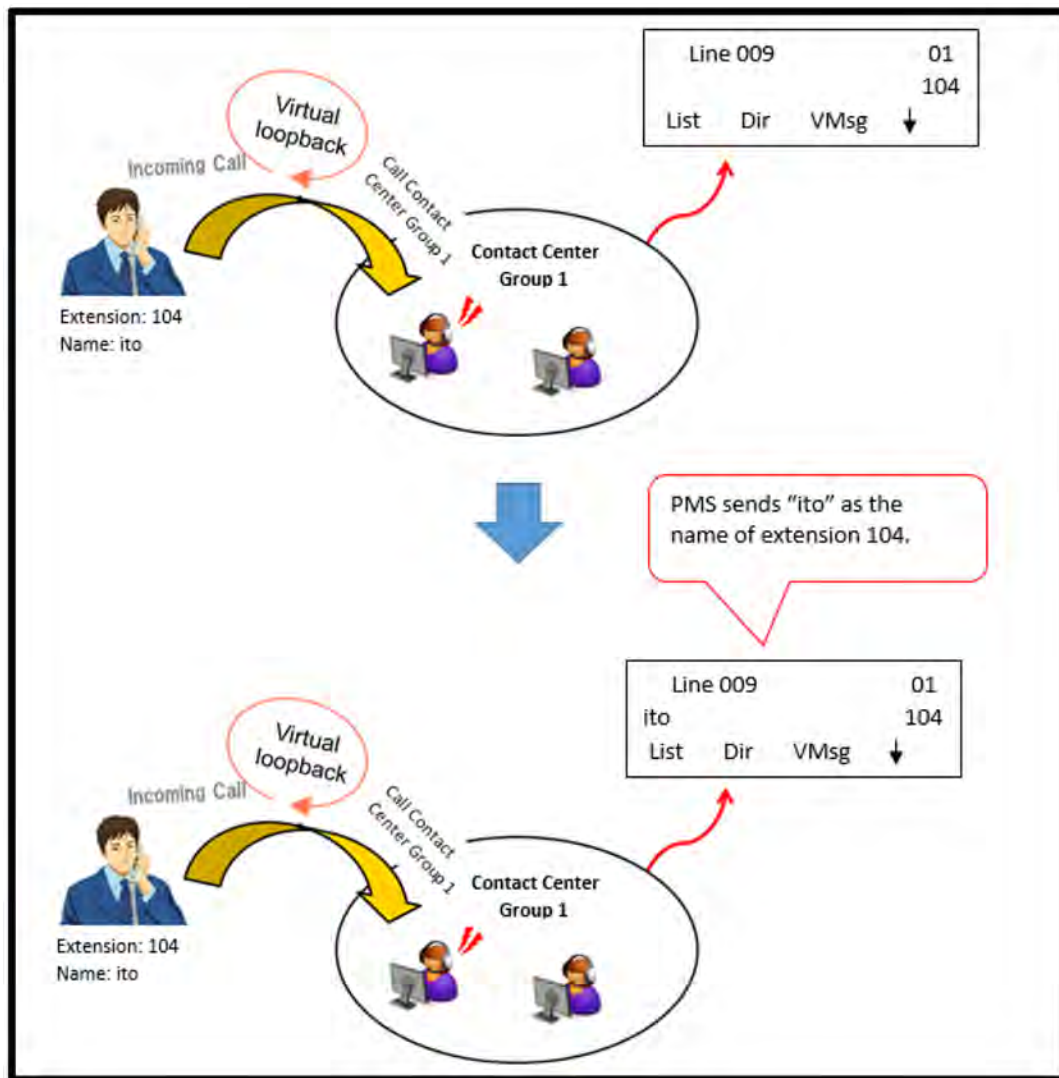 Line 009 01
104
List Dir VMsg ↓
Virtual
loopback
Incoming Call
Call Contact
Center Group 1
Contact Center
Group 1
Extension: 104
Name: ito
PMS sends “ito” as the
name of extension 104.
Line 009 01
ito 104
List Dir VMsg ↓
Virtual
loopback
Incoming Call
Call Contact
Center Group 1
Contact Center
Group 1
Extension: 104
Name: ito